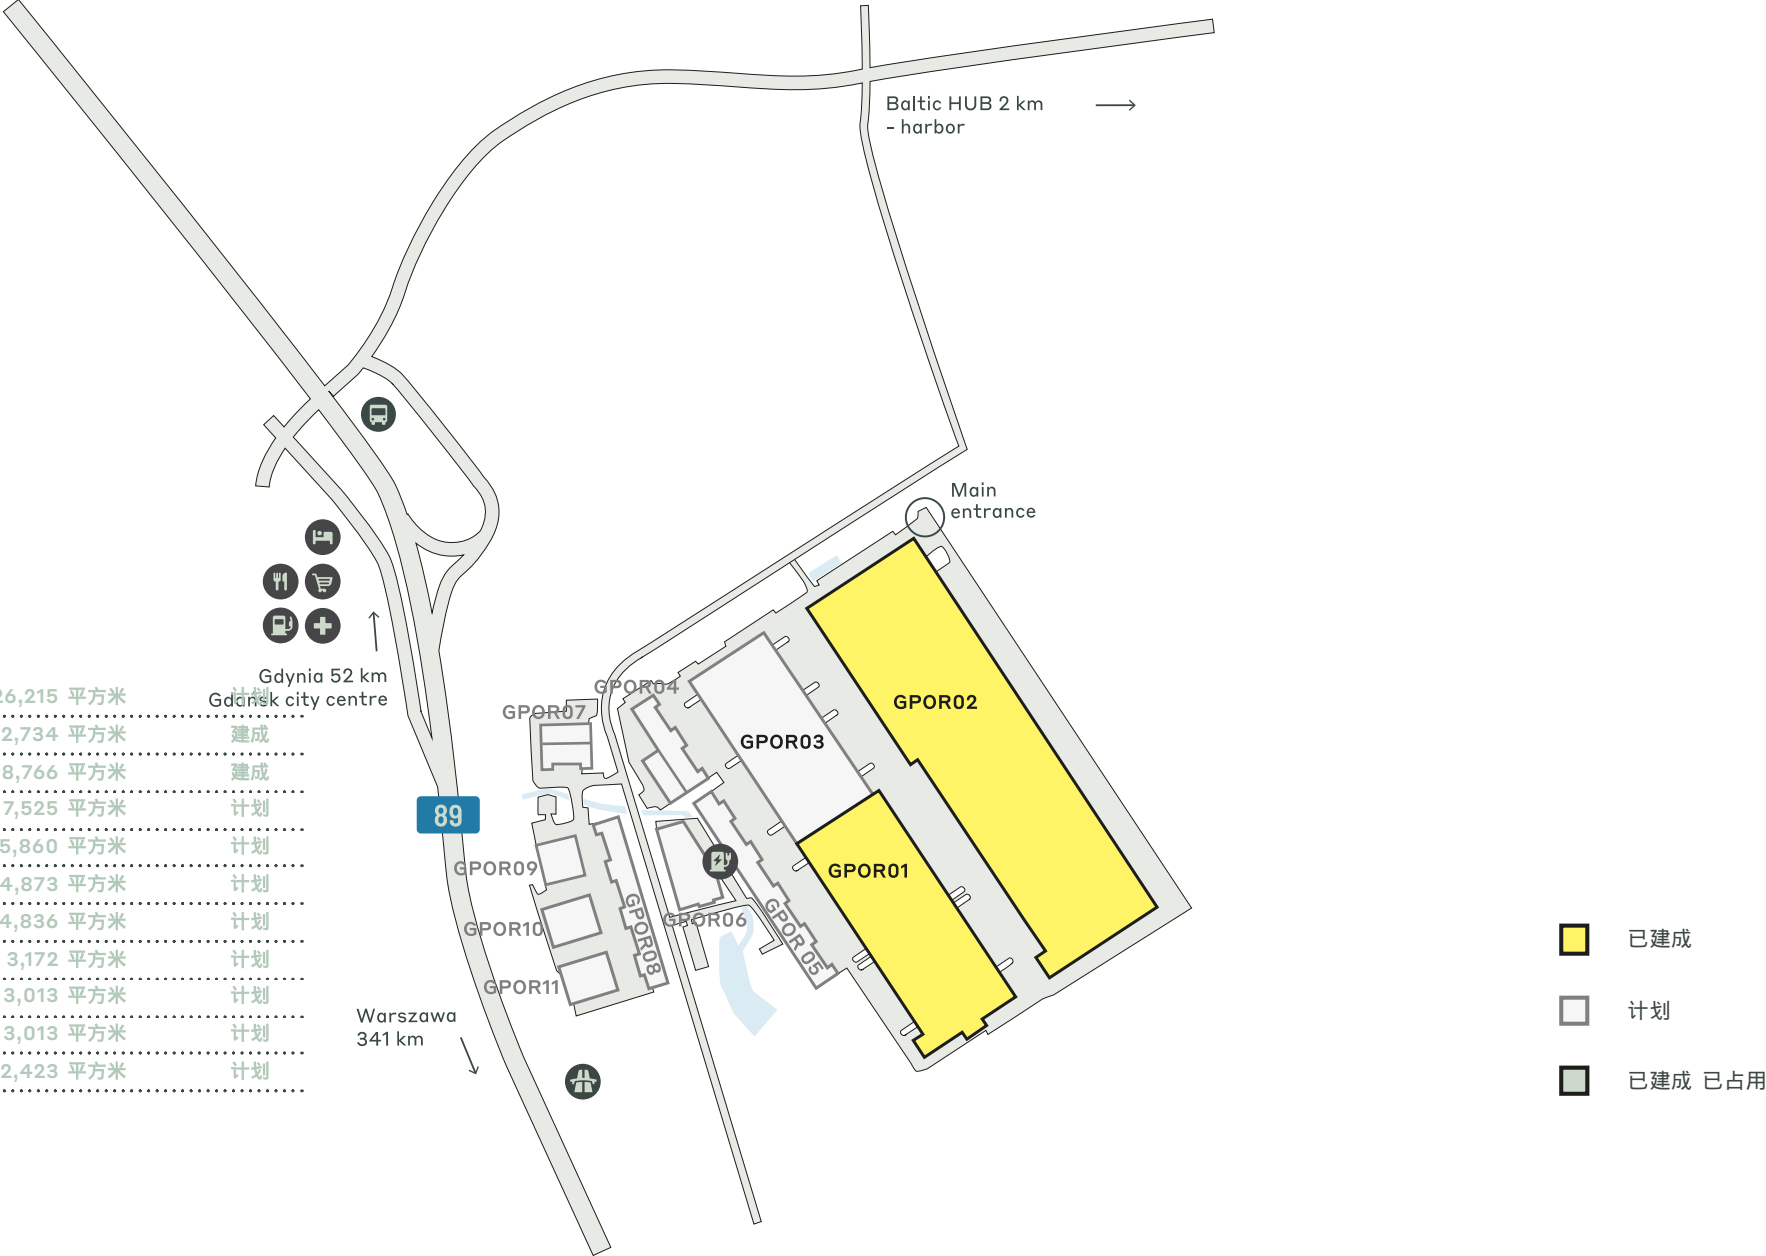 Baltic HUB 2 km
- harbor
Main
entrance
Gdynia 52 km
Gdańsk city centre
26,215 平方米 计划
2,734 平方米 建成
8,766 平方米 建成
7,525 平方米 计划
5,860 平方米 计划
4,873 平方米 计划
4,836 平方米 计划
3,172 平方米 计划
3,013 平方米 计划
3,013 平方米 计划
2,423 平方米 计划
GPOR04
GPOR07
GPOR02
GPOR03
89
GPOR09
GPOR01
GPOR10
GPOR08
GPOR06
GPOR05
GPOR11
Warszawa
341 km
已建成
计划
已建成 已占用